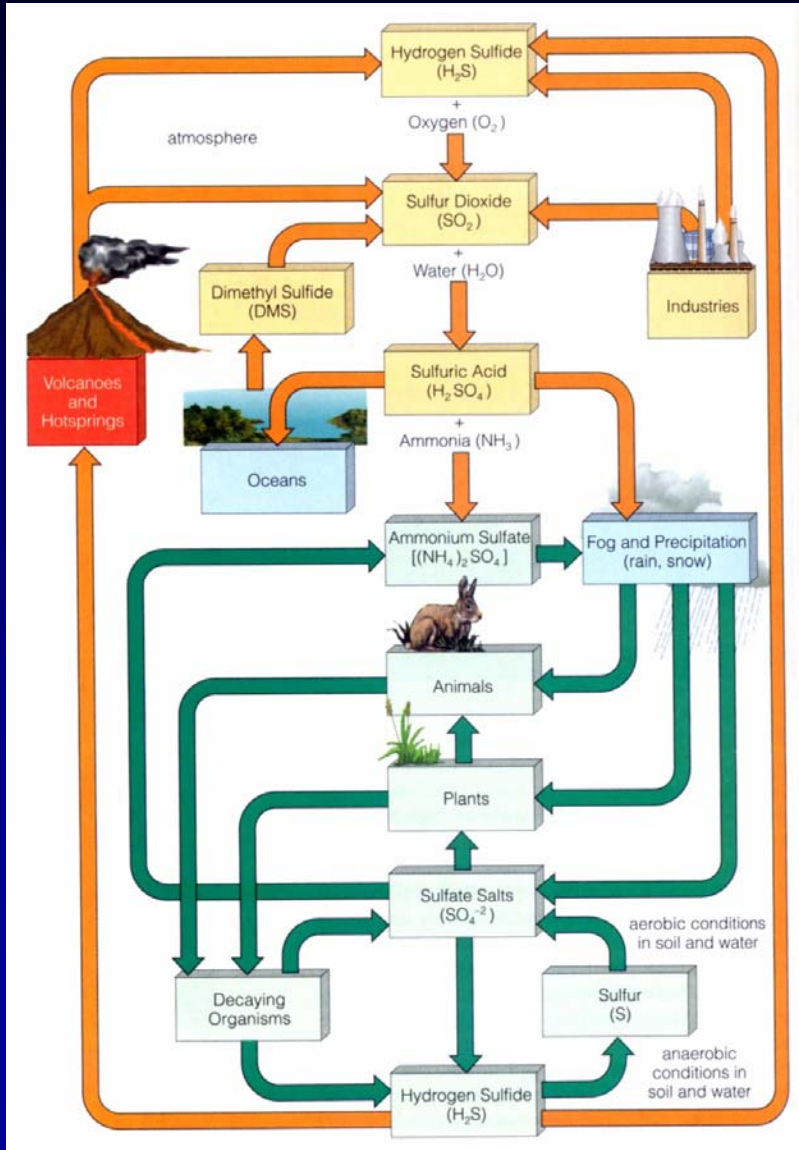 Hydrogen Sulfide
(H₂S)
+
Oxygen (O₂)
atmosphere
Sulfur Dioxide
(SO₂)
+
Water (H₂O)
Dimethyl Sulfide
(DMS)
Industries
Volcanoes
and
Hotsprings
Sulfuric Acid
(H₂SO₄)
+
Ammonia (NH₃)
Oceans
Ammonium Sulfate
[(NH₄)₂SO₄]
Fog and Precipitation
(rain, snow)
Animals
Plants
Sulfate Salts
(SO₄⁻²)
aerobic conditions
in soil and water
Decaying
Organisms
Sulfur
(S)
anaerobic
conditions in
soil and water
Hydrogen Sulfide
(H₂S)